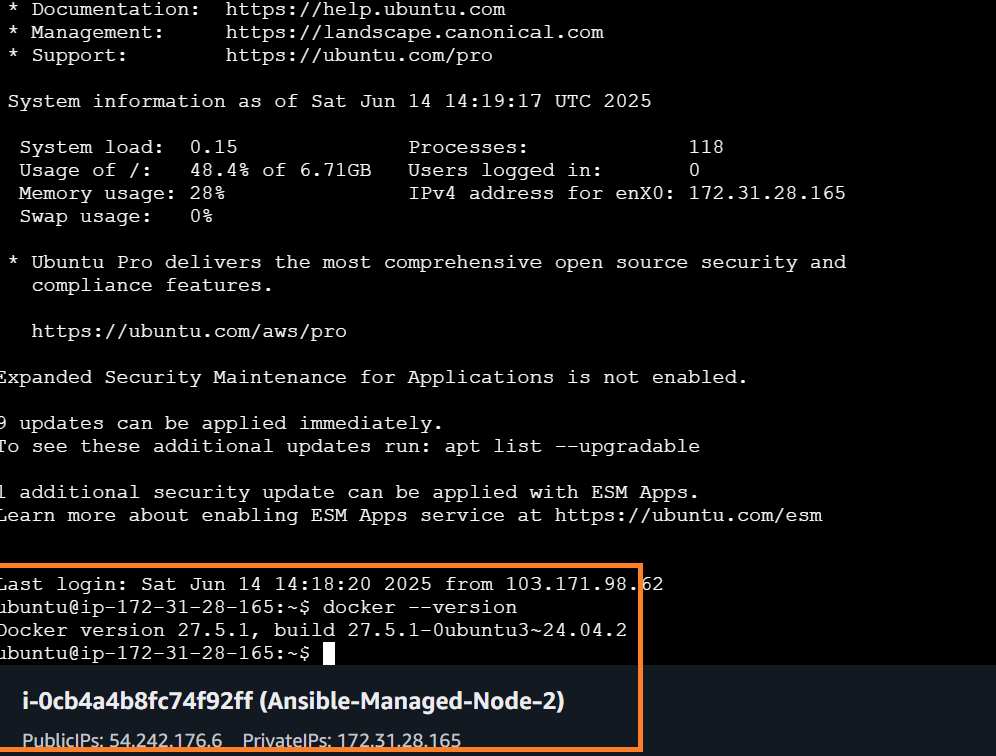 * Documentation:  https://help.ubuntu.com
* Management:     https://landscape.canonical.com
* Support:        https://ubuntu.com/pro
System information as of Sat Jun 14 14:19:17 UTC 2025
System load:  0.15                Processes:             118
Usage of /:   48.4% of 6.71GB   Users logged in:       0
Memory usage: 28%               IPv4 address for enX0: 172.31.28.165
Swap usage:   0%
* Ubuntu Pro delivers the most comprehensive open source security and
compliance features.
https://ubuntu.com/aws/pro
Expanded Security Maintenance for Applications is not enabled.
9 updates can be applied immediately.
To see these additional updates run: apt list --upgradable
1 additional security update can be applied with ESM Apps.
Learn more about enabling ESM Apps service at https://ubuntu.com/esm
Last login: Sat Jun 14 14:18:20 2025 from 103.171.98.62
ubuntu@ip-172-31-28-165:~$ docker --version
Docker version 27.5.1, build 27.5.1-0ubuntu3~24.04.2
ubuntu@ip-172-31-28-165:~$
i-0cb4a4b8fc74f92ff (Ansible-Managed-Node-2)
PublicIPs: 54.242.176.6    PrivateIPs: 172.31.28.165